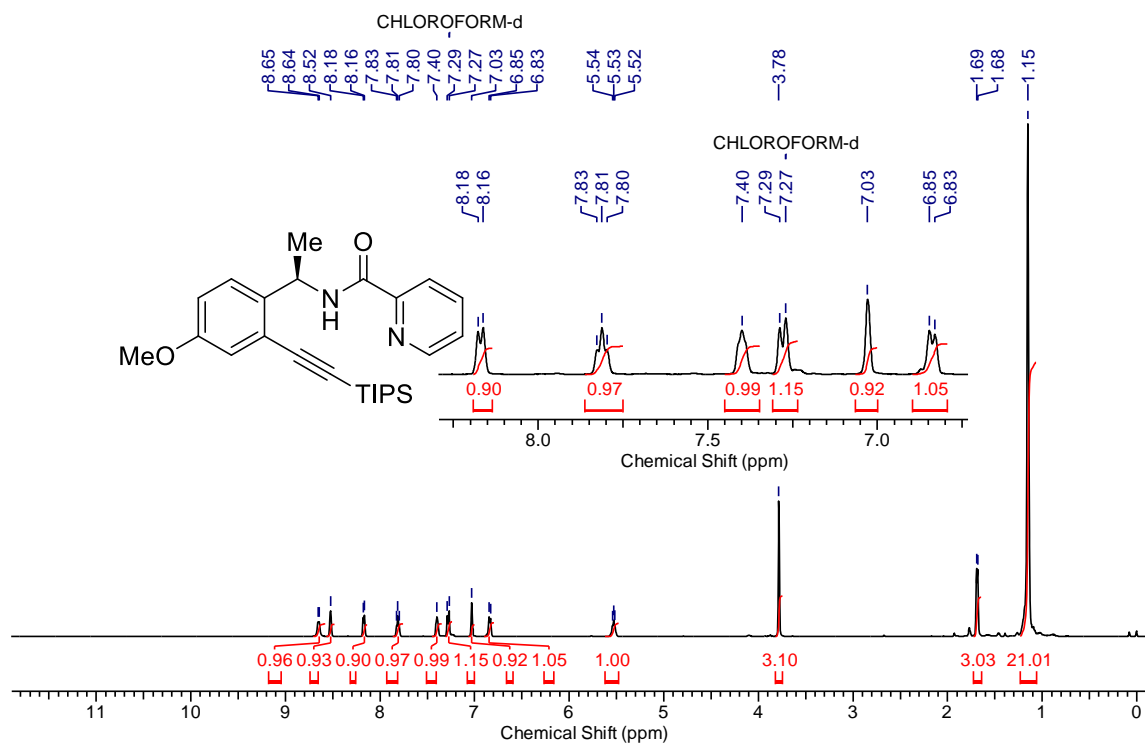 CHLOROFORM-d
8.65 8.64 8.52 8.18 8.16 7.83 7.81 7.80 7.40 7.29 7.27 7.03 6.85 6.83 5.54 5.53 5.52 3.78 1.69 1.68 1.15
CHLOROFORM-d
8.18 8.16 7.83 7.81 7.80 7.40 7.29 7.27 7.03 6.85 6.83
Me
O
N
H
N
MeO
TIPS
0.90 0.97 0.99 1.15 0.92 1.05
8.0 7.5 7.0
Chemical Shift (ppm)
0.96 0.93 0.90 0.97 0.99 1.15 0.92 1.05 1.00 3.10 3.03 21.01
11 10 9 8 7 6 5 4 3 2 1 0
Chemical Shift (ppm)